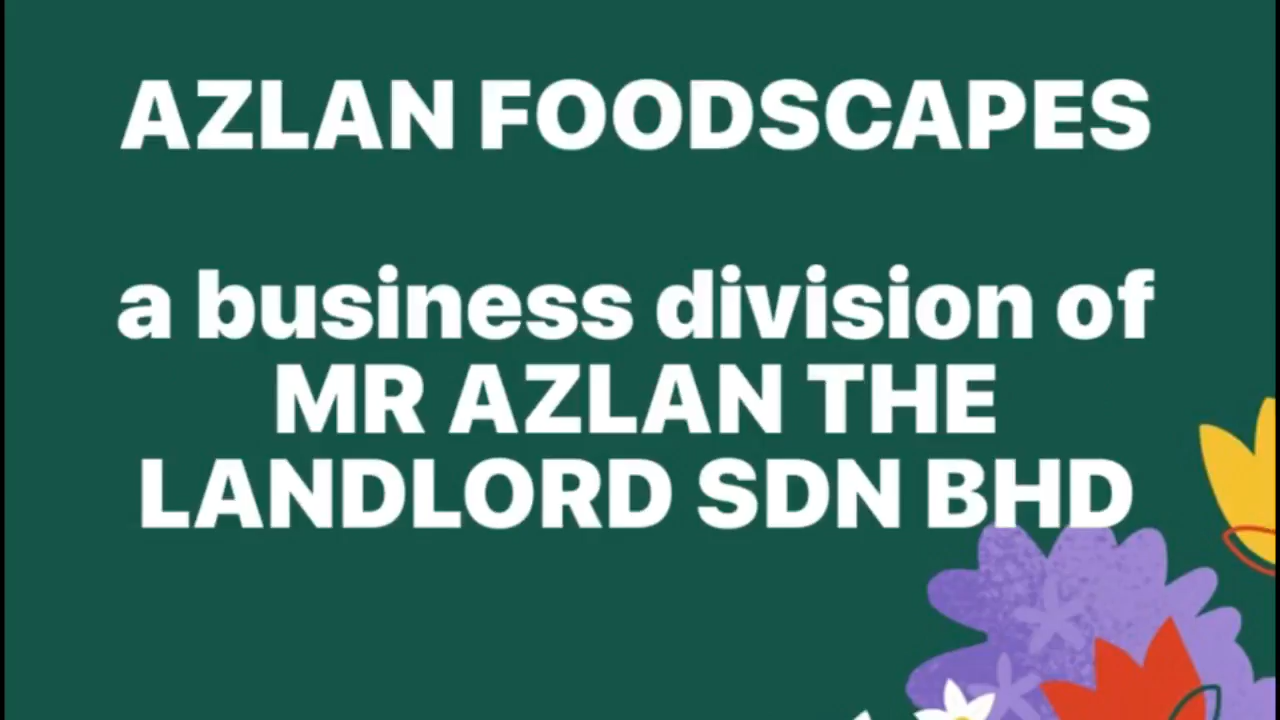 AZLAN FOODSCAPES
a business division of
MR AZLAN THE
LANDLORD SDN BHD